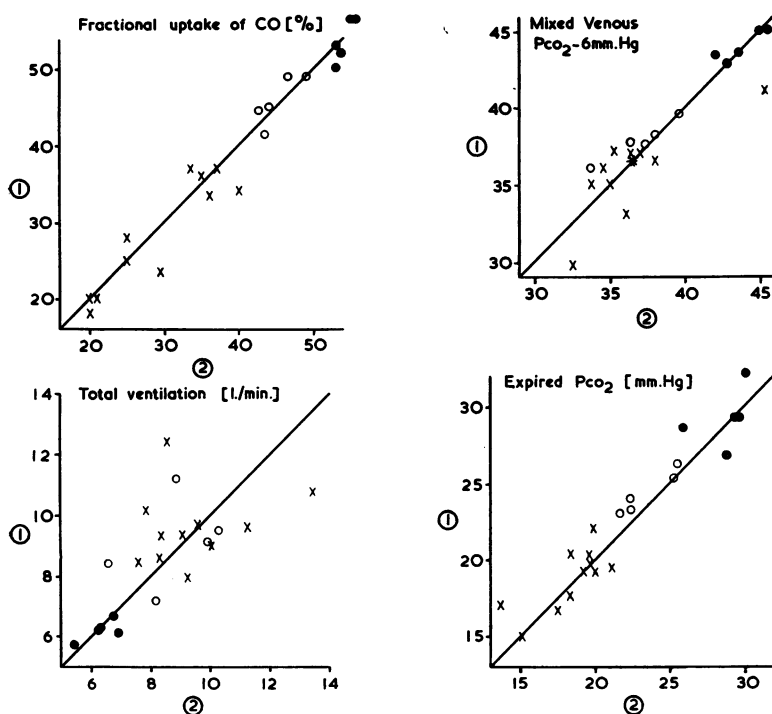 Fractional uptake of CO [%]
50
40
30
20
①
20 30 40 50
②
Mixed Venous
Pco₂-6mm.Hg
45
40
35
30
①
30 35 40 45
②
Total ventilation [l./min.]
14
12
10
8
6
①
6 8 10 12 14
②
Expired Pco₂ [mm.Hg]
30
25
20
15
①
15 20 25 30
②